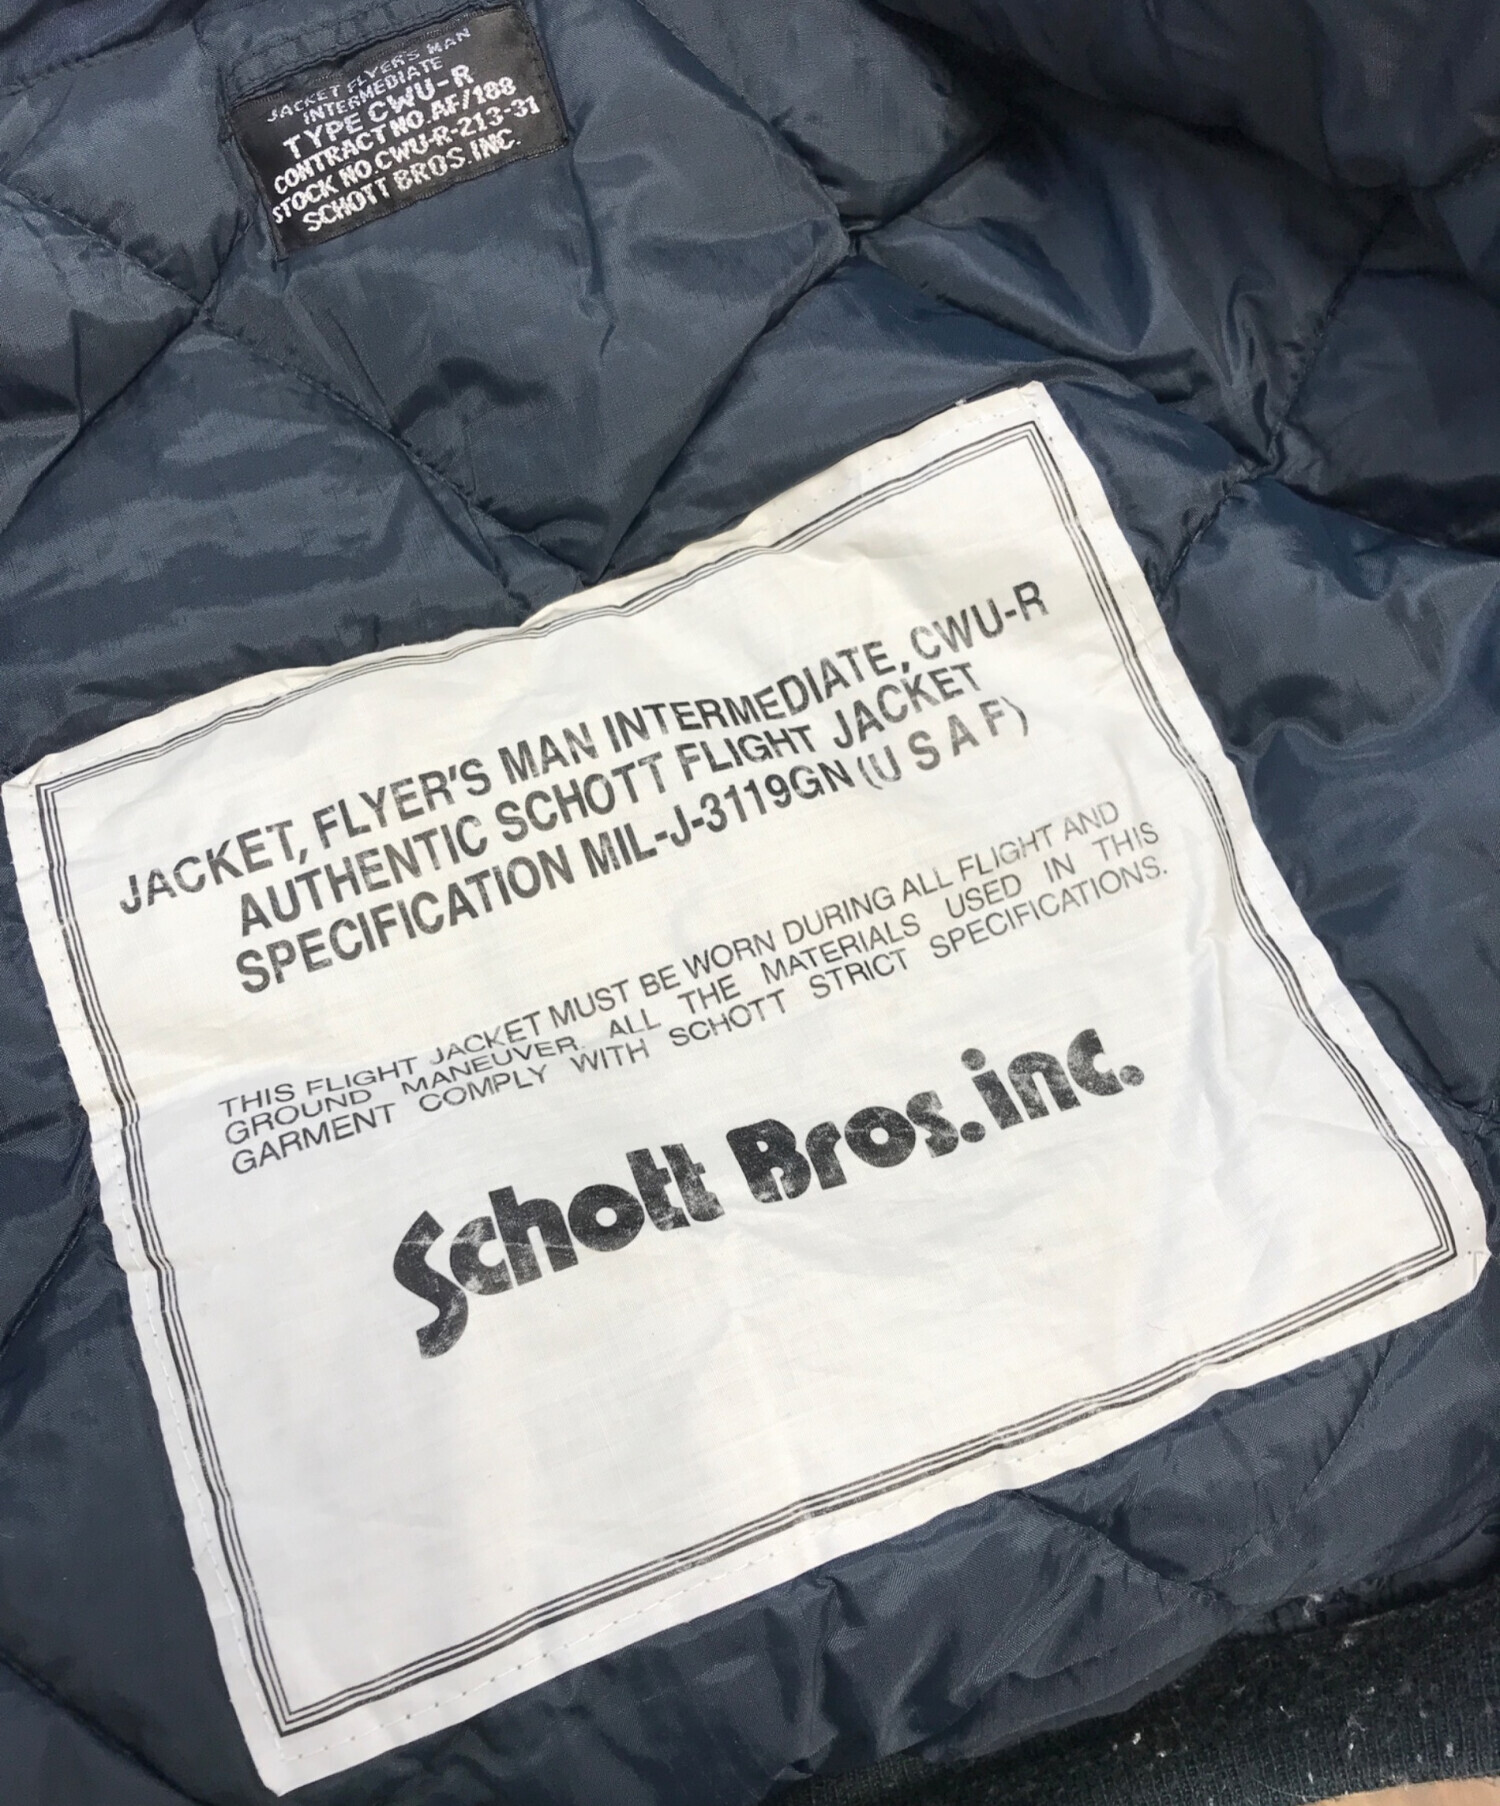 JACKET FLYER'S MAN
INTERMEDIATE
TYPE CWU-R
CONTRACT NO.AF/188
STOCK NO.CWU-R-213-31
SCHOTT BROS.INC.
JACKET, FLYER'S MAN INTERMEDIATE, CWU-R
AUTHENTIC SCHOTT FLIGHT JACKET
SPECIFICATION MIL-J-3119GN (U S A F)
THIS FLIGHT JACKET MUST BE WORN DURING ALL FLIGHT AND
GROUND MANEUVER. ALL THE MATERIALS USED IN THIS
GARMENT COMPLY WITH SCHOTT STRICT SPECIFICATIONS.
Schott Bros. inc.